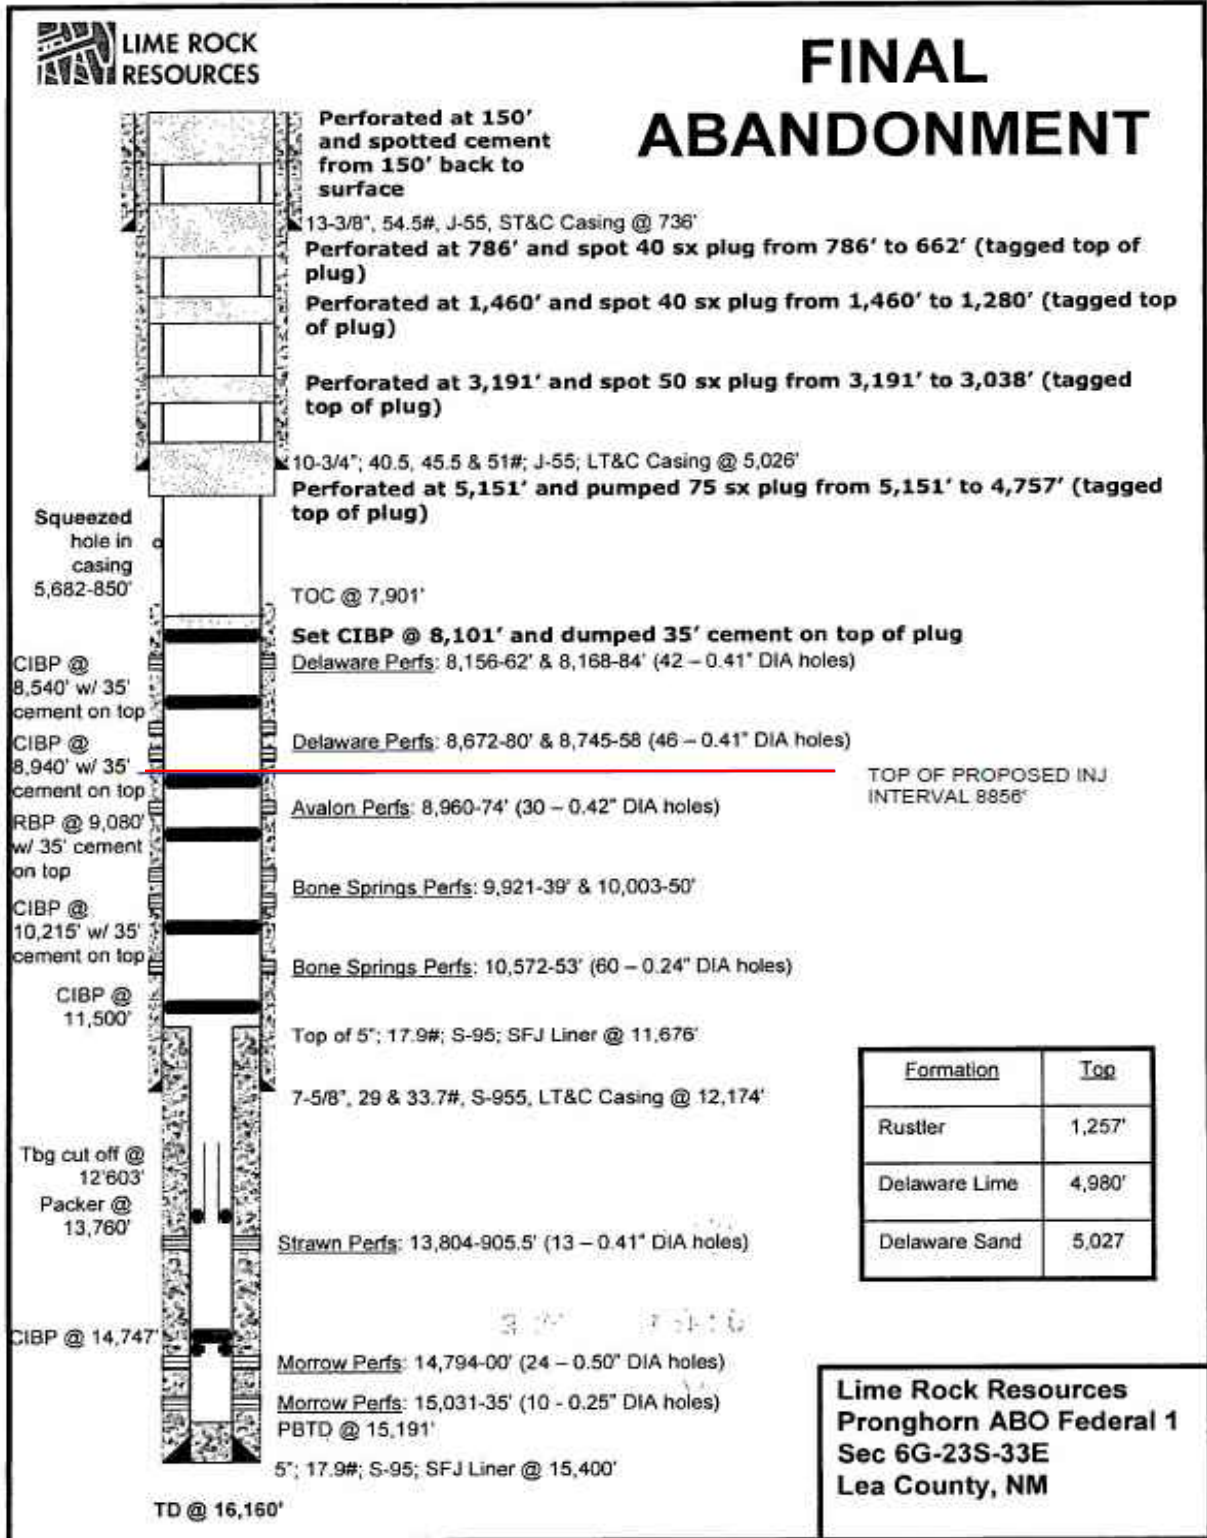 LIME ROCK
RESOURCES
FINAL
ABANDONMENT
Perforated at 150'
and spotted cement
from 150' back to
surface
13-3/8", 54.5#, J-55, ST&C Casing @ 736'
Perforated at 786' and spot 40 sx plug from 786' to 662' (tagged top of
plug)
Perforated at 1,460' and spot 40 sx plug from 1,460' to 1,280' (tagged top
of plug)
Perforated at 3,191' and spot 50 sx plug from 3,191' to 3,038' (tagged
top of plug)
10-3/4"; 40.5, 45.5 & 51#; J-55; LT&C Casing @ 5,026'
Perforated at 5,151' and pumped 75 sx plug from 5,151' to 4,757' (tagged
top of plug)
Squeezed
hole in
casing
5,682-850'
TOC @ 7,901'
Set CIBP @ 8,101' and dumped 35' cement on top of plug
Delaware Perfs: 8,156-62' & 8,168-84' (42 – 0.41" DIA holes)
CIBP @
8,540' w/ 35'
cement on top
Delaware Perfs: 8,672-80' & 8,745-58 (46 – 0.41" DIA holes)
CIBP @
8,940' w/ 35'
cement on top
TOP OF PROPOSED INJ
INTERVAL 8856'
Avalon Perfs: 8,960-74' (30 – 0.42" DIA holes)
RBP @ 9,080'
w/ 35' cement
on top
Bone Springs Perfs: 9,921-39' & 10,003-50'
CIBP @
10,215' w/ 35'
cement on top
Bone Springs Perfs: 10,572-53' (60 – 0.24" DIA holes)
CIBP @
11,500'
Top of 5"; 17.9#; S-95; SFJ Liner @ 11,676'
7-5/8", 29 & 33.7#, S-955, LT&C Casing @ 12,174'
Formation Top
Rustler 1,257'
Delaware Lime 4,980'
Delaware Sand 5,027
Tbg cut off @
12'603'
Packer @
13,760'
Strawn Perfs: 13,804-905.5' (13 – 0.41" DIA holes)
CIBP @ 14,747'
Morrow Perfs: 14,794-00' (24 – 0.50" DIA holes)
Morrow Perfs: 15,031-35' (10 - 0.25" DIA holes)
PBTD @ 15,191'
5"; 17.9#; S-95; SFJ Liner @ 15,400'
TD @ 16,160'
Lime Rock Resources
Pronghorn ABO Federal 1
Sec 6G-23S-33E
Lea County, NM